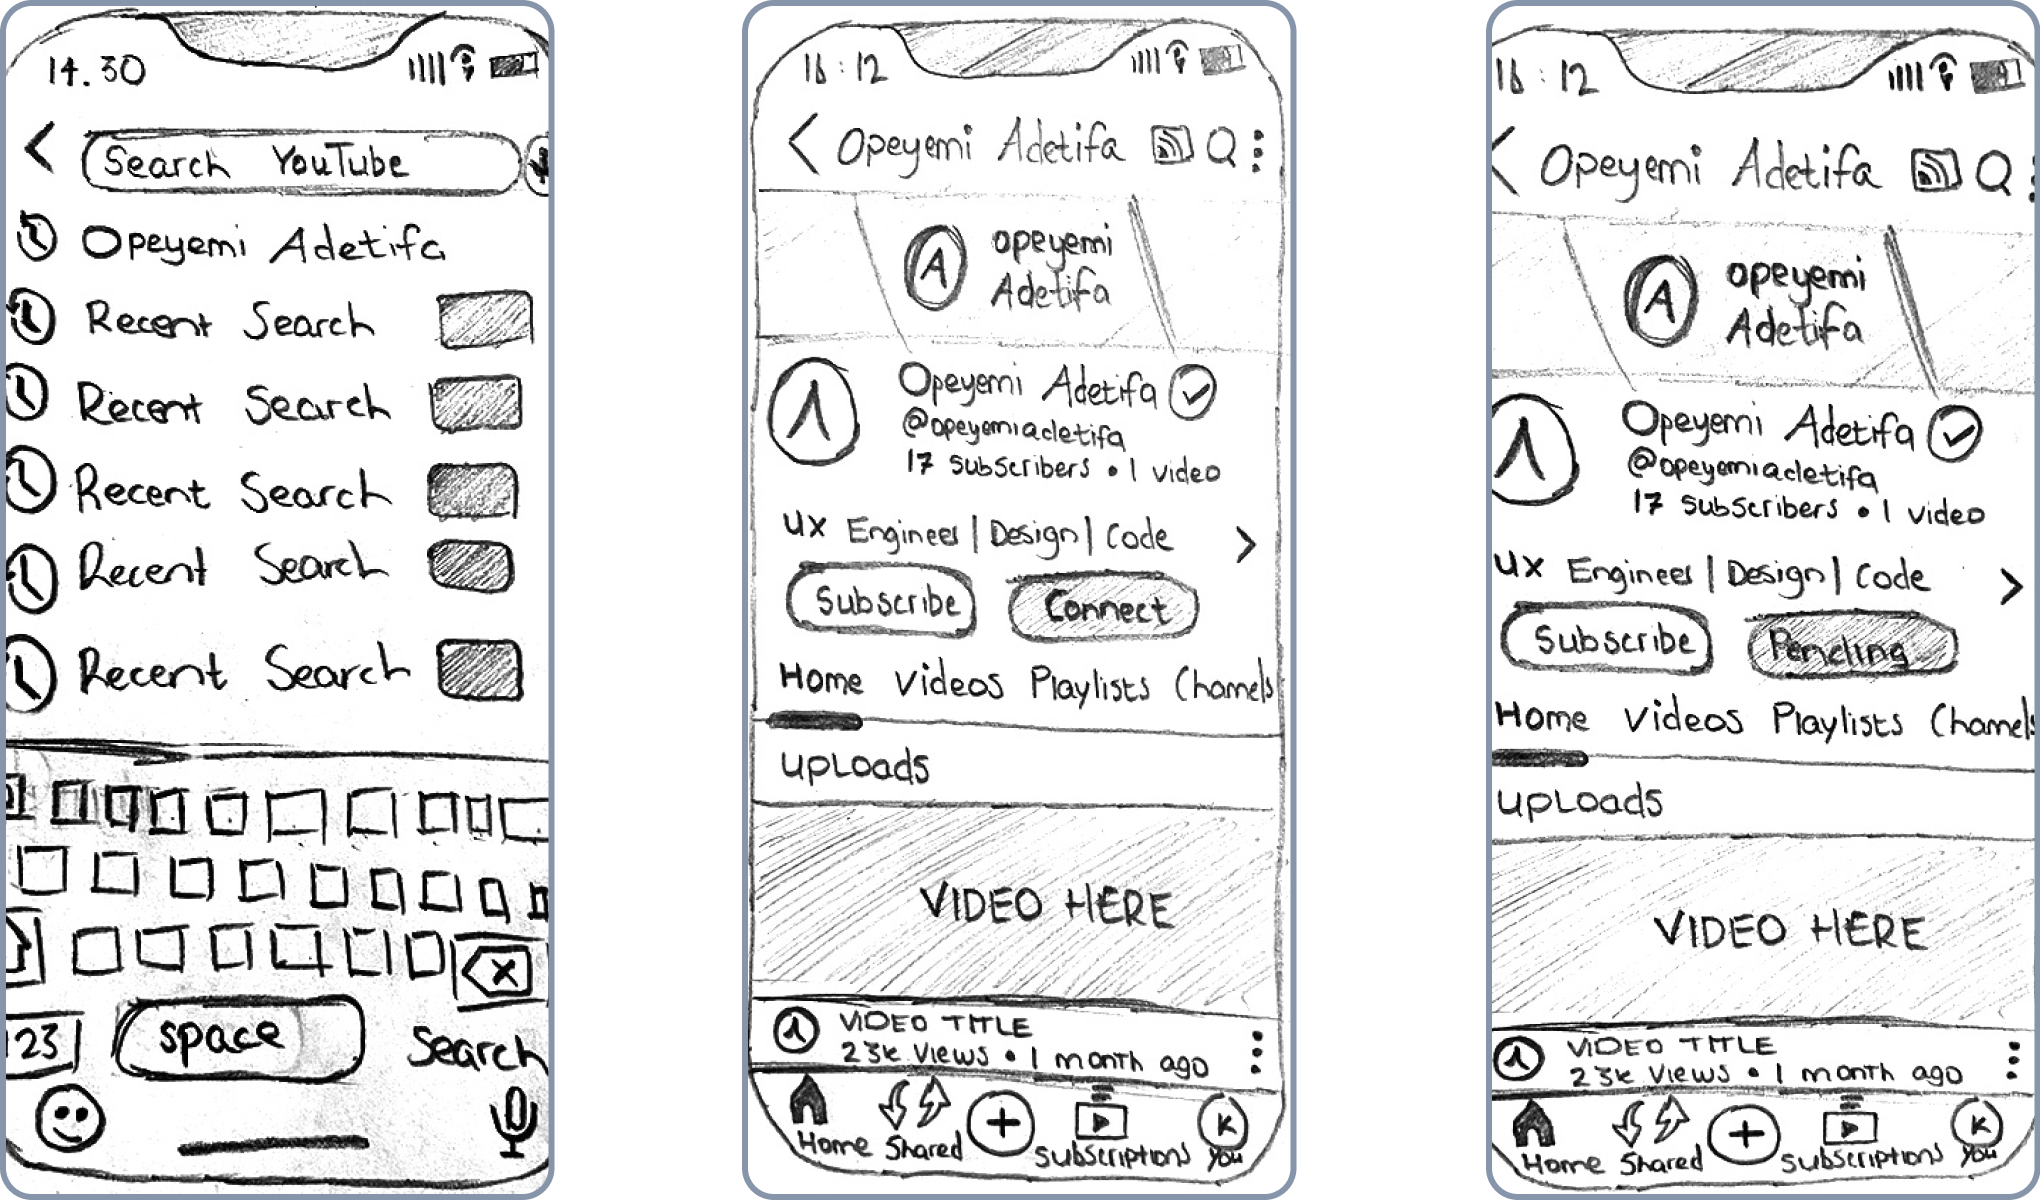 14.30
Search YouTube
Opeyemi Adetifa
Recent Search
Recent Search
Recent Search
Recent Search
Recent Search
123
space
Search
16:12
Opeyemi Adetifa
A
opeyemi
Adetifa
Opeyemi Adetifa
@opeyemiadetifa
17 subscribers • 1 video
UX Engineer | Design | Code
Subscribe
Connect
Home Videos Playlists Channels
UPLOADS
VIDEO HERE
VIDEO TITLE
23k Views • 1 month ago
K
Home Shared Subscriptions You
16:12
Opeyemi Adetifa
A
opeyemi
Adetifa
Opeyemi Adetifa
@opeyemiadetifa
17 subscribers • 1 video
UX Engineer | Design | Code
Subscribe
Pending
Home Videos Playlists Channels
UPLOADS
VIDEO HERE
VIDEO TITLE
23k Views • 1 month ago
K
Home Shared Subscriptions You